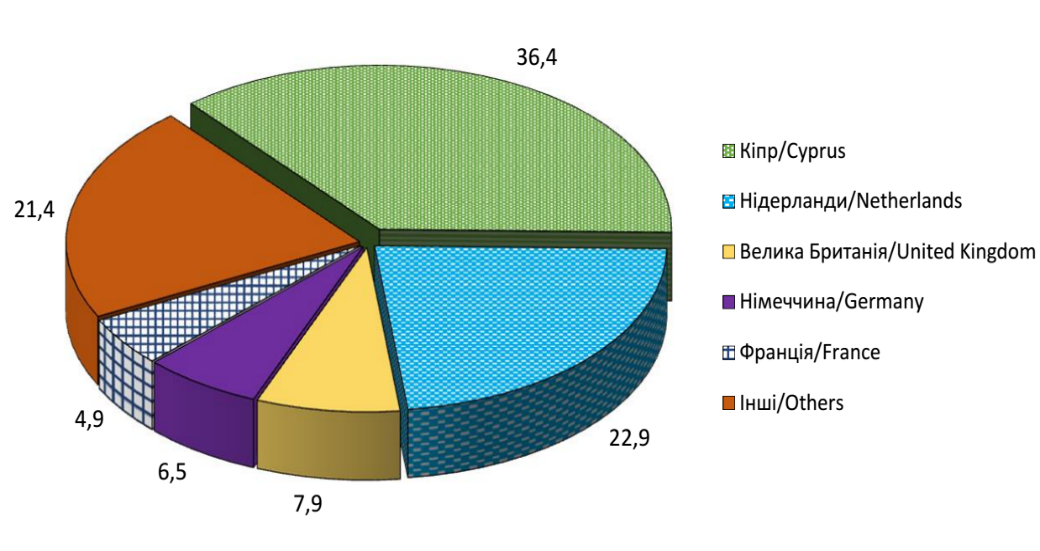 36,4
21,4
4,9
6,5
7,9
22,9
Кіпр/Cyprus
Нідерланди/Netherlands
Велика Британія/United Kingdom
Німеччина/Germany
Франція/France
Інші/Others